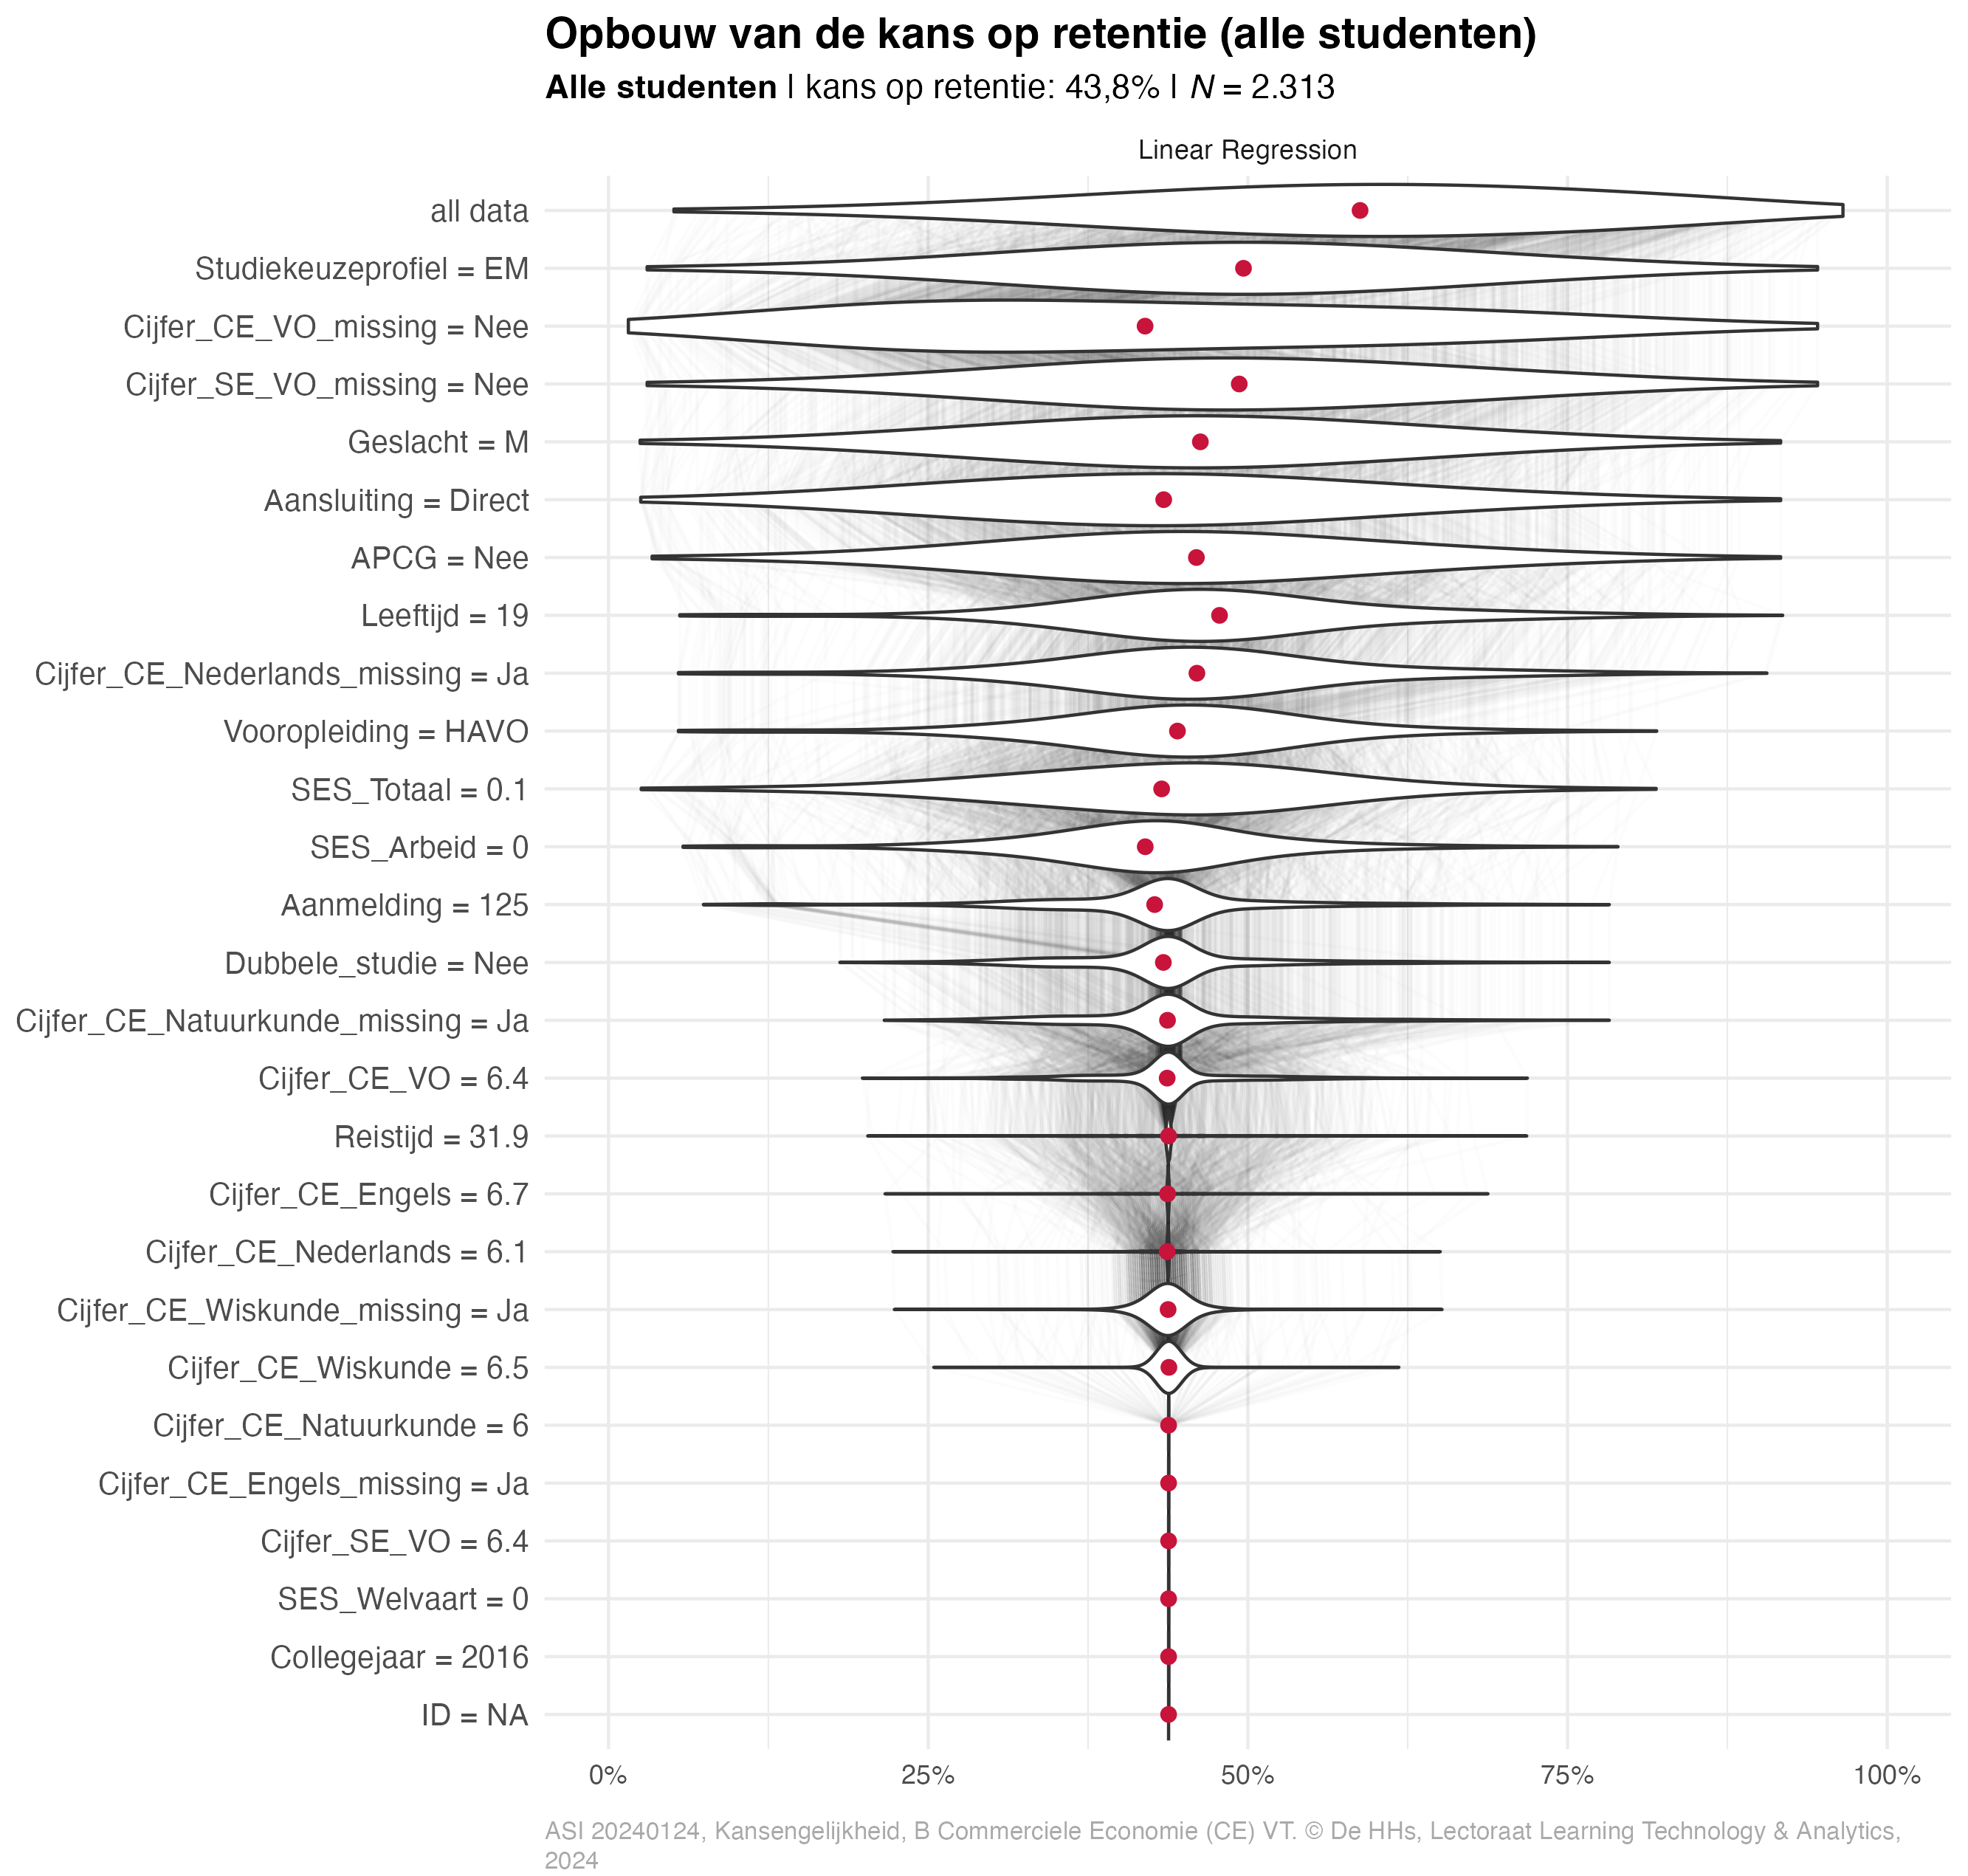 Opbouw van de kans op retentie (alle studenten)
Alle studenten | kans op retentie: 43,8% | N = 2.313
Linear Regression
all data
Studiekeuzeprofiel = EM
Cijfer_CE_VO_missing = Nee
Cijfer_SE_VO_missing = Nee
Geslacht = M
Aansluiting = Direct
APCG = Nee
Leeftijd = 19
Cijfer_CE_Nederlands_missing = Ja
Vooropleiding = HAVO
SES_Totaal = 0.1
SES_Arbeid = 0
Aanmelding = 125
Dubbele_studie = Nee
Cijfer_CE_Natuurkunde_missing = Ja
Cijfer_CE_VO = 6.4
Reistijd = 31.9
Cijfer_CE_Engels = 6.7
Cijfer_CE_Nederlands = 6.1
Cijfer_CE_Wiskunde_missing = Ja
Cijfer_CE_Wiskunde = 6.5
Cijfer_CE_Natuurkunde = 6
Cijfer_CE_Engels_missing = Ja
Cijfer_SE_VO = 6.4
SES_Welvaart = 0
Collegejaar = 2016
ID = NA
0% 25% 50% 75% 100%
ASI 20240124, Kansengelijkheid, B Commerciele Economie (CE) VT. © De HHs, Lectoraat Learning Technology & Analytics,
2024